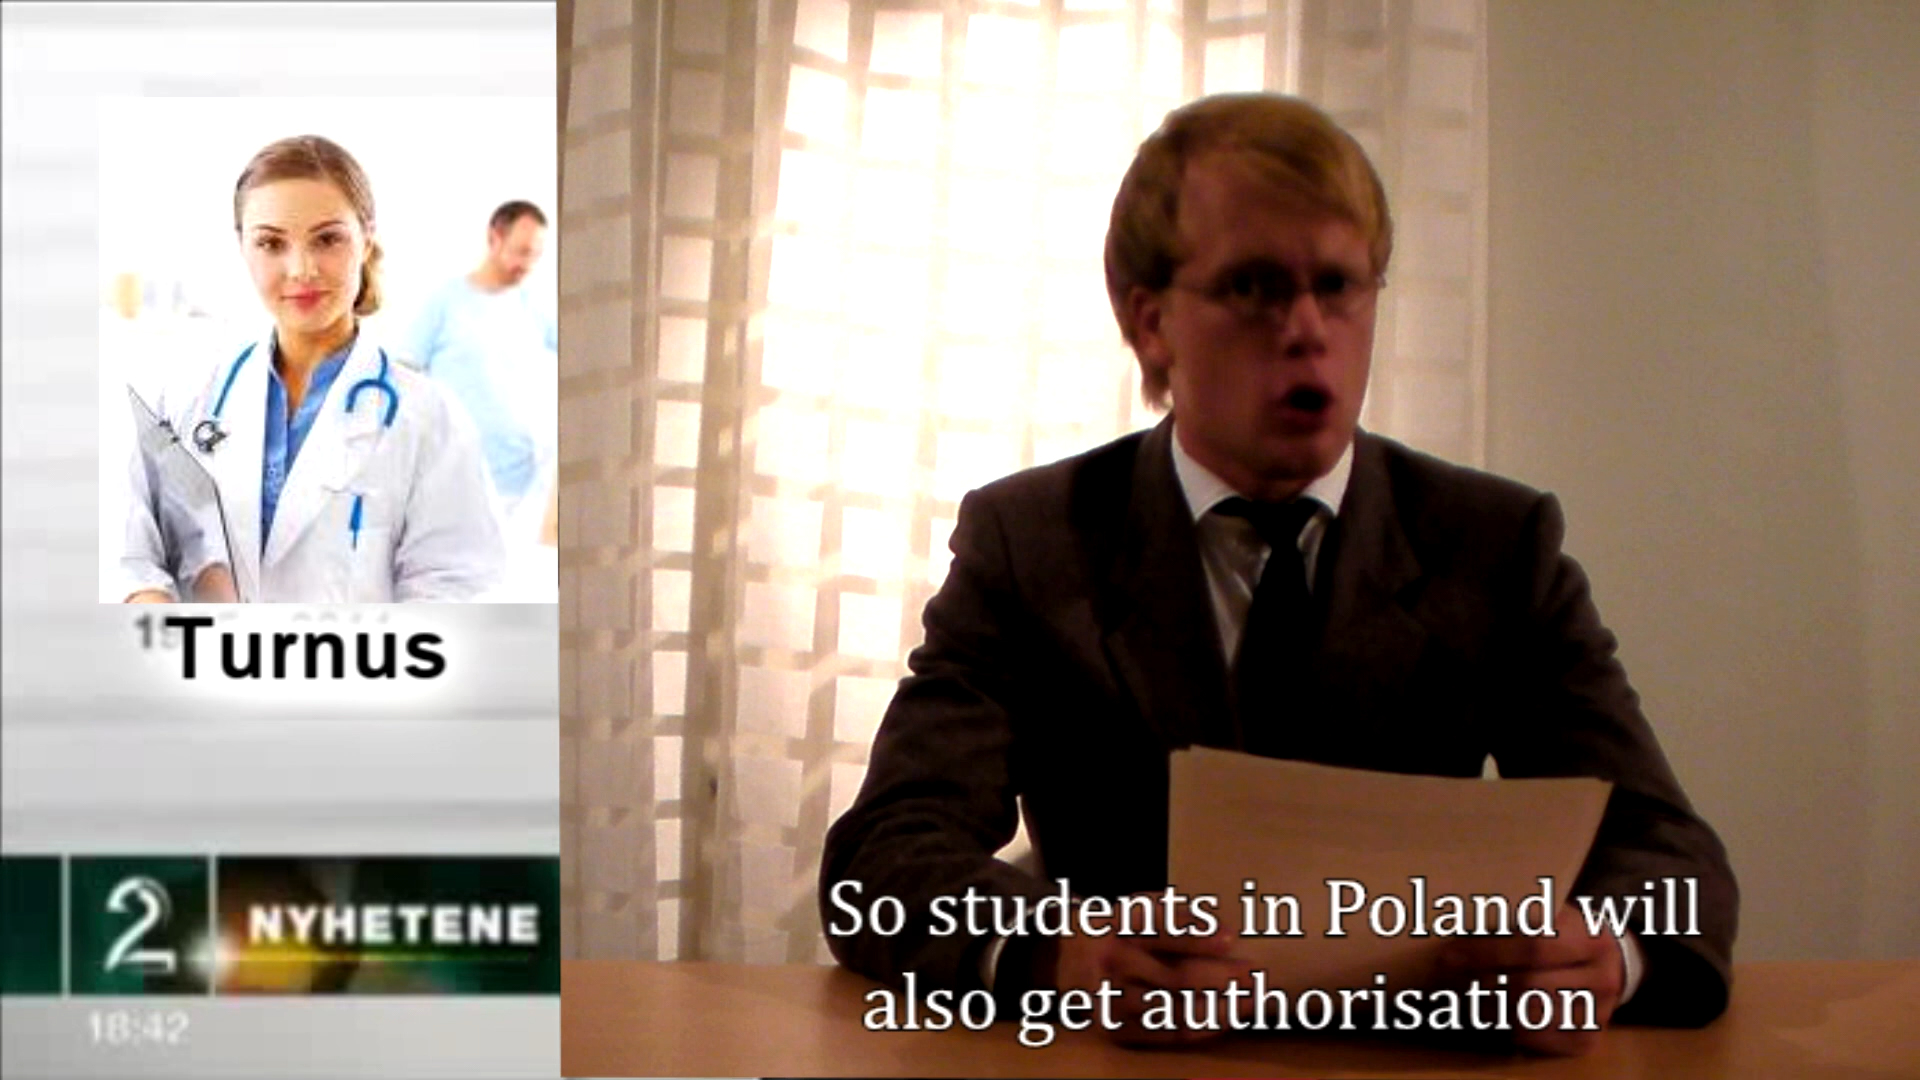 Turnus
2 NYHETENE
18:42
So students in Poland will
also get authorisation